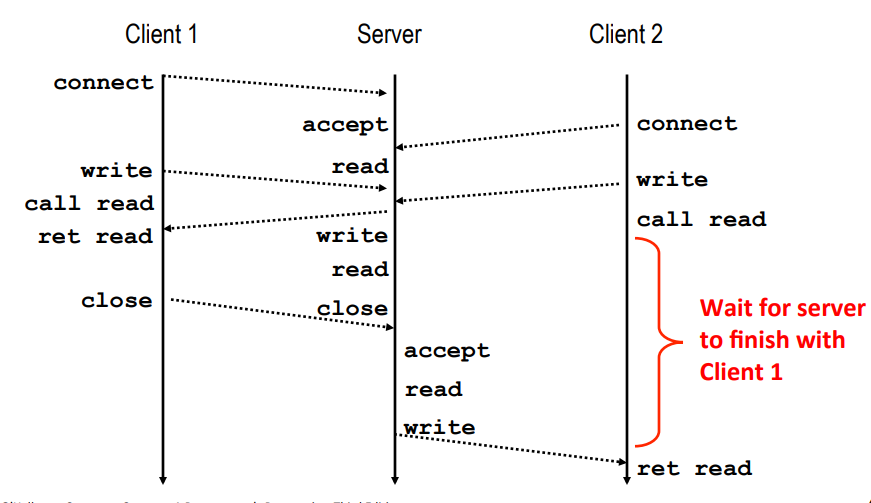 Client 1
Server
Client 2
connect
accept
connect
write
read
write
call read
call read
ret read
write
read
close
close
Wait for server
to finish with
Client 1
accept
read
write
ret read